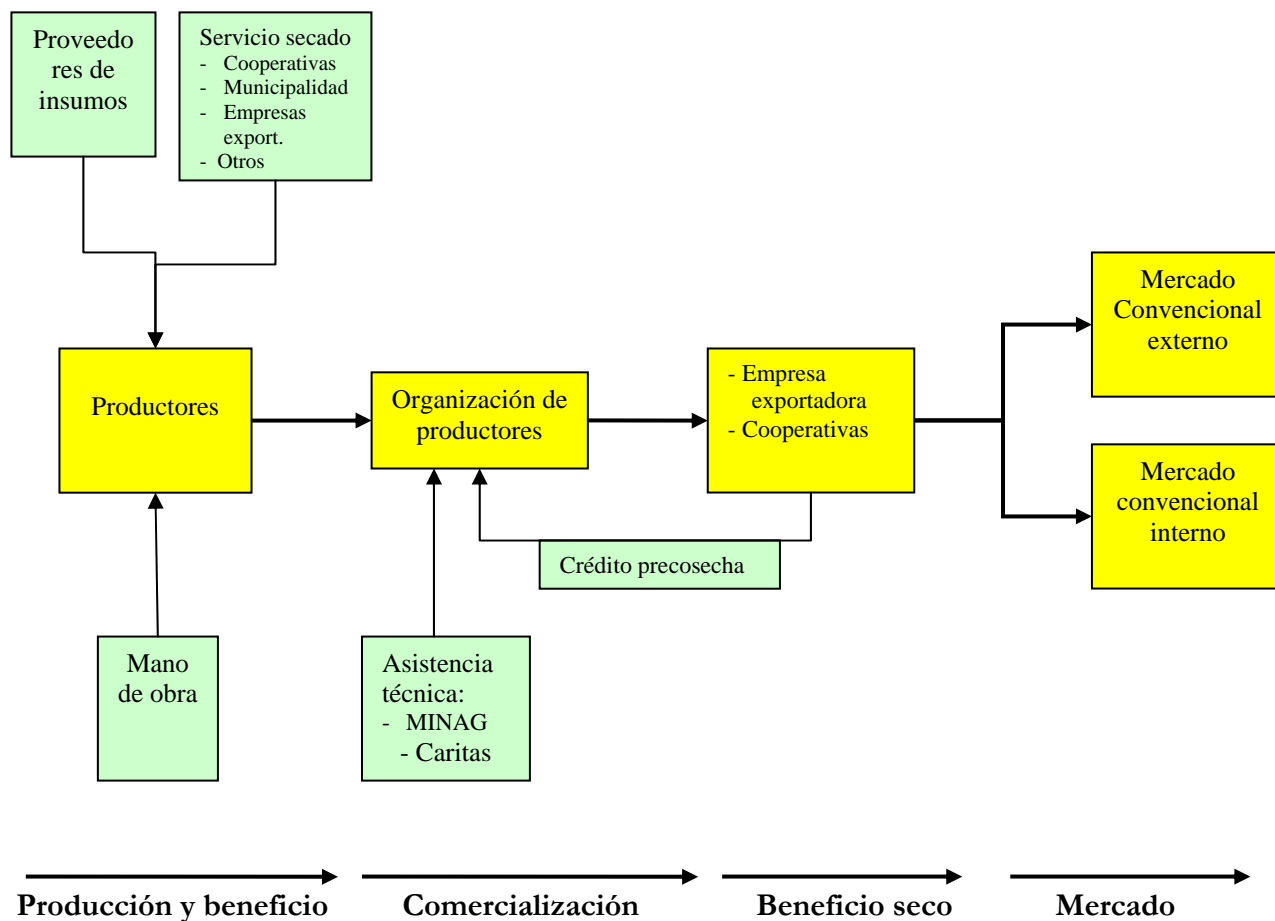 Proveedo
res de
insumos
Servicio secado
- Cooperativas
- Municipalidad
- Empresas
export.
- Otros
Mercado
Convencional
externo
Productores
Organización de
productores
- Empresa
exportadora
- Cooperativas
Mercado
convencional
interno
Crédito precosecha
Mano
de obra
Asistencia
técnica:
- MINAG
- Caritas
Producción y beneficio
Comercialización
Beneficio seco
Mercado